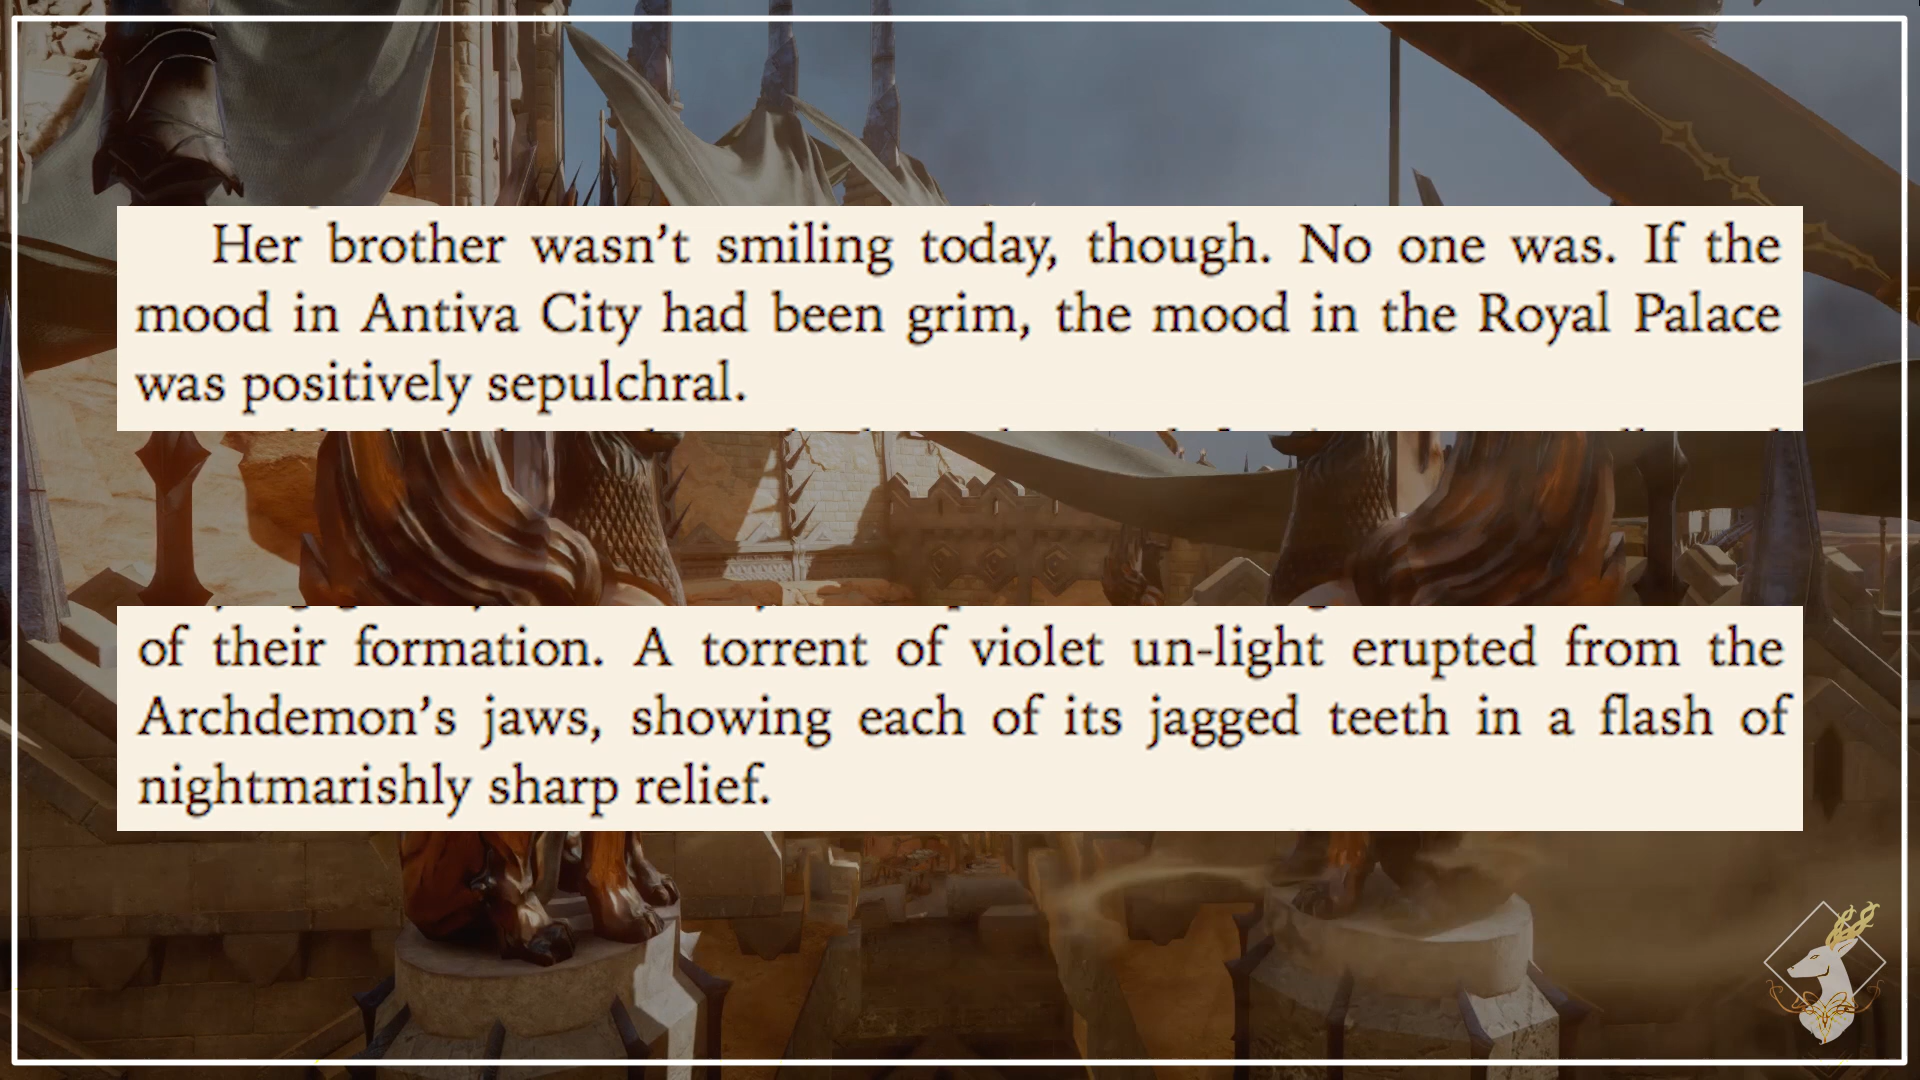 Her brother wasn’t smiling today, though. No one was. If the
mood in Antiva City had been grim, the mood in the Royal Palace
was positively sepulchral.
of their formation. A torrent of violet un-light erupted from the
Archdemon’s jaws, showing each of its jagged teeth in a flash of
nightmarishly sharp relief.